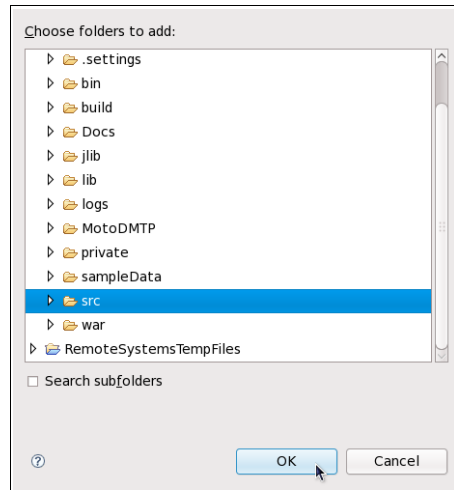 Choose folders to add:
.settings
bin
build
Docs
jlib
lib
logs
MotoDMTP
private
sampleData
src
war
RemoteSystemsTempFiles
Search subfolders
?
OK
Cancel